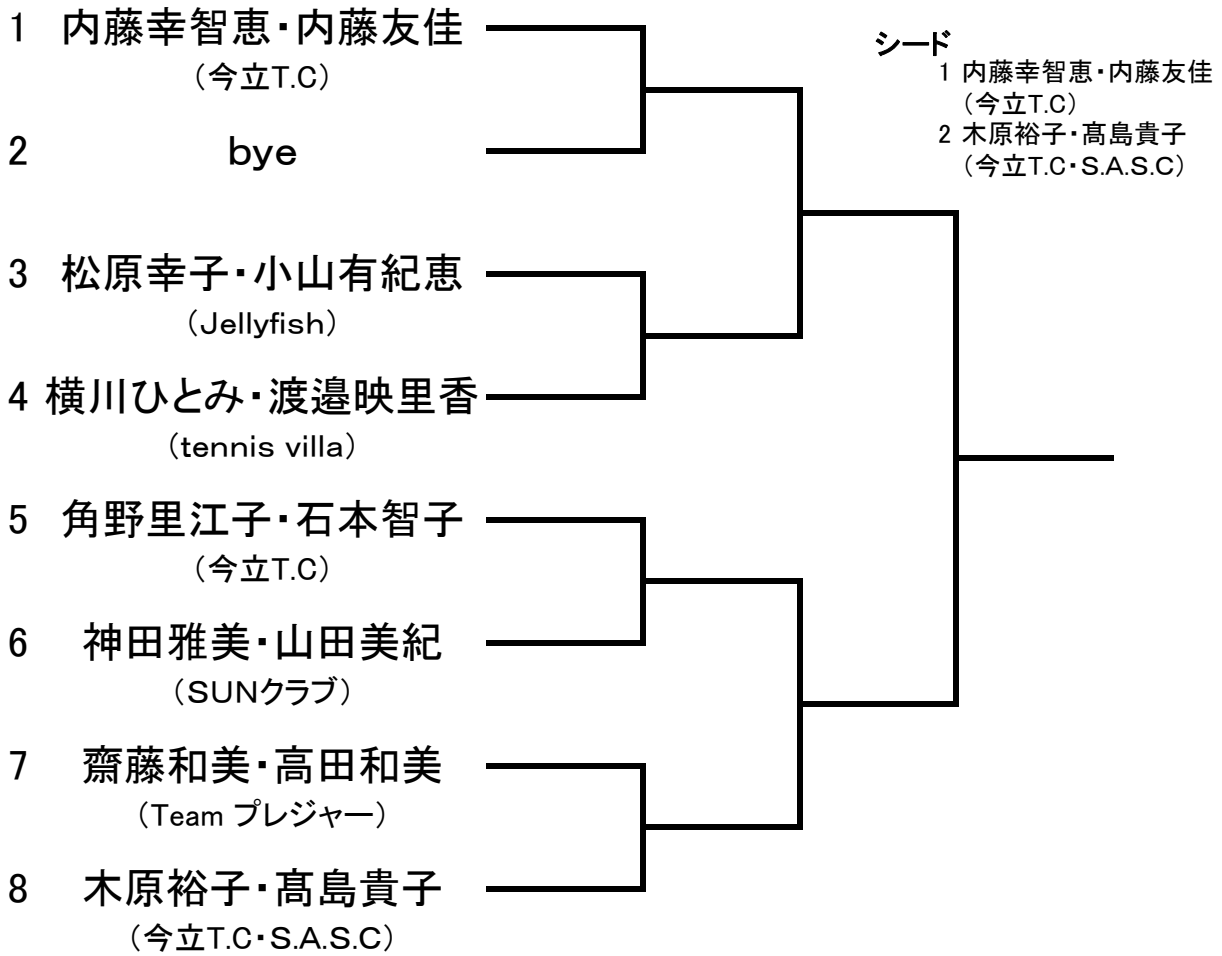 1 内藤幸智恵・内藤友佳
（今立T.C）
2 bye
3 松原幸子・小山有紀恵
（Jellyfish）
4 横川ひとみ・渡邉映里香
（tennis villa）
5 角野里江子・石本智子
（今立T.C）
6 神田雅美・山田美紀
（SUNクラブ）
7 齋藤和美・高田和美
（Team プレジャー）
8 木原裕子・髙島貴子
（今立T.C・S.A.S.C）
シード
1 内藤幸智恵・内藤友佳
（今立T.C）
2 木原裕子・髙島貴子
（今立T.C・S.A.S.C）